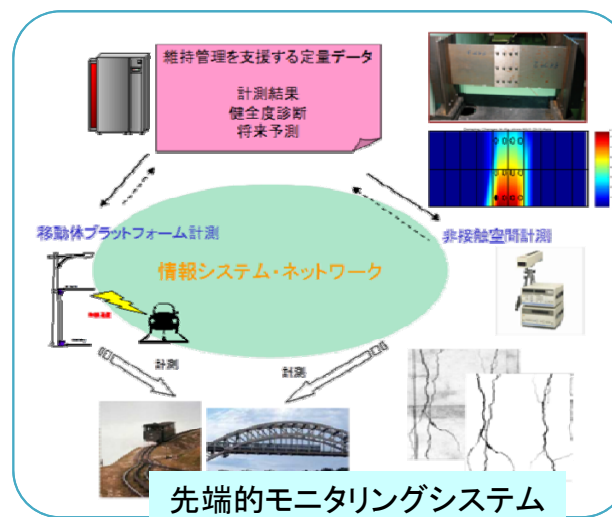 維持管理を支援する定量データ
計測結果
健全度診断
将来予測
移動体プラットフォーム計測
非接触空間計測
情報システム・ネットワーク
計測
計測
先端的モニタリングシステム